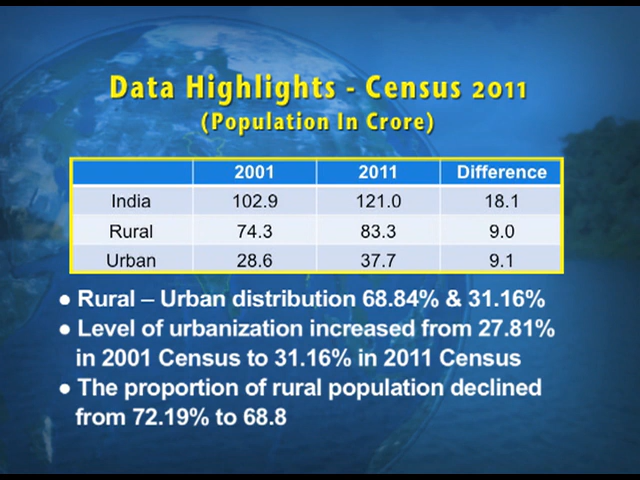 Data Highlights - Census 2011
(Population In Crore)
2001 2011 Difference
India 102.9 121.0 18.1
Rural 74.3 83.3 9.0
Urban 28.6 37.7 9.1
● Rural – Urban distribution 68.84% & 31.16%
● Level of urbanization increased from 27.81%
in 2001 Census to 31.16% in 2011 Census
● The proportion of rural population declined
from 72.19% to 68.8